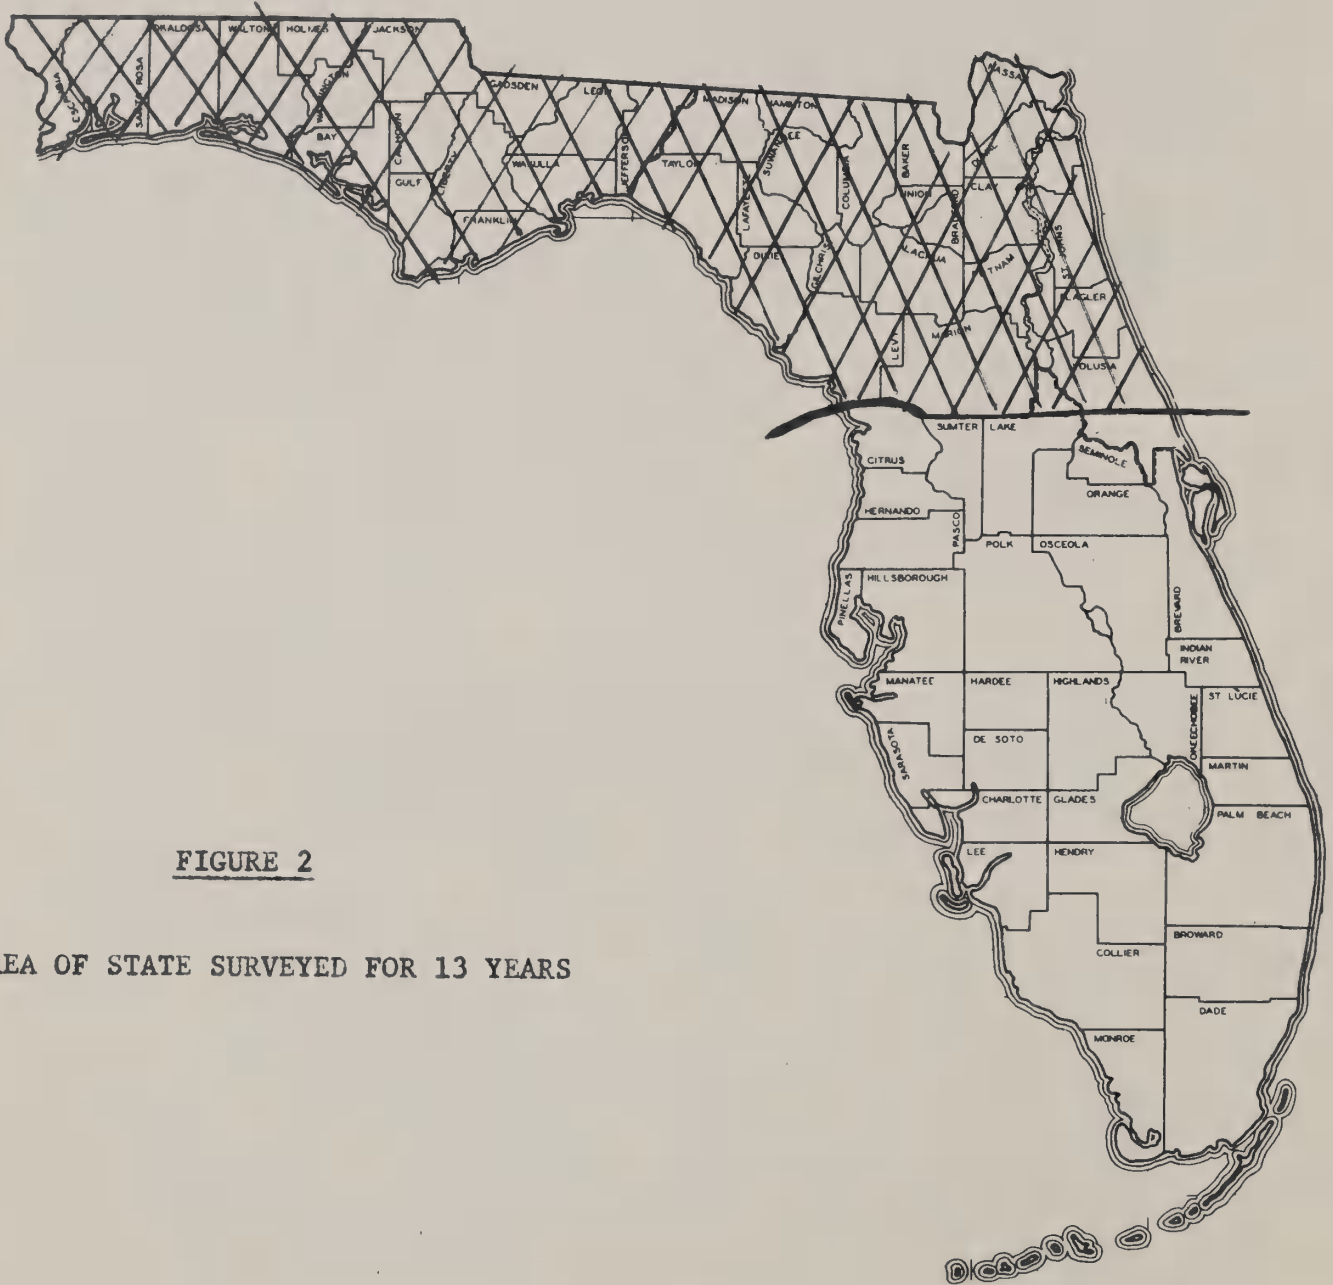 OKALOOSA WALTON HOLMES JACKSON
ESCAMBIA
SANTA ROSA
WASHINGTON
BAY
CALHOUN
GULF
LIBERTY
GADSDEN
LEON
WAKULLA
FRANKLIN
JEFFERSON
MADISON HAMILTON
TAYLOR
LAFAYETTE
SUWANNEE
COLUMBIA
BAKER
NASSAU
DUVAL
UNION
BRADFORD
CLAY
ST JOHNS
DIXIE
GILCHRIST
ALACHUA
TNAM
FLAGLER
LEVY
MARION
VOLUSIA
SUMTER LAKE
CITRUS
SEMINOLE
ORANGE
HERNANDO
PASCO
POLK OSCEOLA
HILLSBOROUGH
PINELLAS
BREVARD
INDIAN
RIVER
MANATEE HARDEE HIGHLANDS
ST LUCIE
OKEECHOBEE
DE SOTO
SARASOTA
MARTIN
CHARLOTTE GLADES
PALM BEACH
LEE HENDRY
FIGURE 2
BROWARD
COLLIER
EA OF STATE SURVEYED FOR 13 YEARS
DADE
MONROE